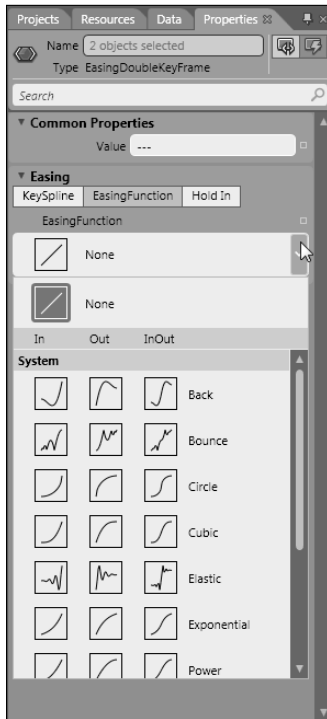 Projects Resources Data Properties
Name 2 objects selected
Type EasingDoubleKeyFrame
Search
Common Properties
Value ---
Easing
KeySpline EasingFunction Hold In
EasingFunction
None
None
In Out InOut
System
Back
Bounce
Circle
Cubic
Elastic
Exponential
Power